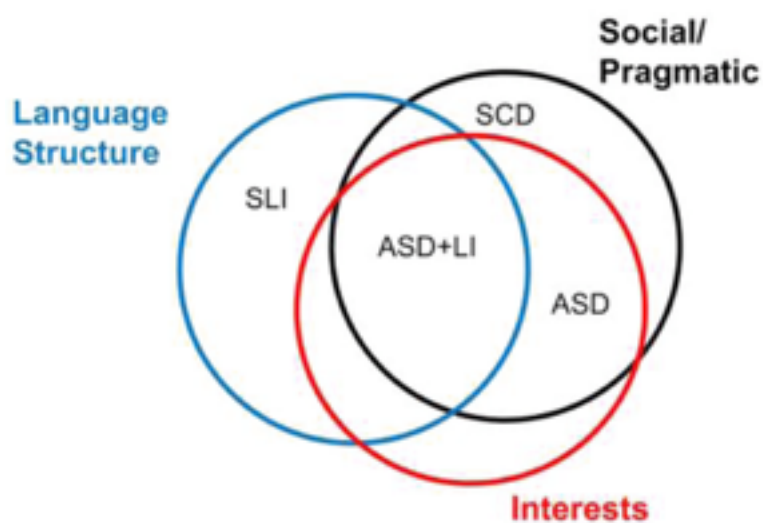 Social/
Pragmatic
Language
Structure
SCD
SLI
ASD+LI
ASD
Interests